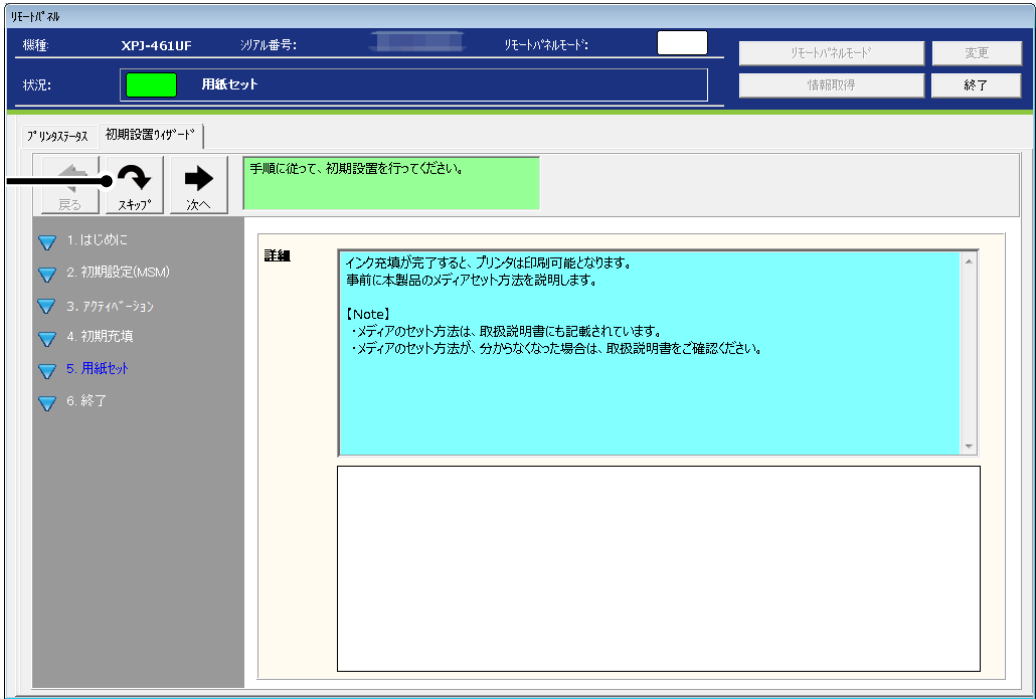 ﾘﾓｰﾄﾊﾟﾈﾙ
機種: XPJ-461UF ｼﾘｱﾙ番号: ﾘﾓｰﾄﾊﾟﾈﾙﾓｰﾄﾞ: ﾘﾓｰﾄﾊﾟﾈﾙﾓｰﾄﾞ 変更
状況: 用紙ｾｯﾄ 情報取得 終了
ﾌﾟﾘﾝﾀｽﾃｰﾀｽ 初期設置ｳｨｻﾞｰﾄﾞ
戻る ｽｷｯﾌﾟ 次へ 手順に従って、初期設置を行ってください。
1. はじめに
2. 初期設定(MSM)
3. ｱｸﾃｨﾍﾞｰｼｮﾝ
4. 初期充填
5. 用紙ｾｯﾄ
6. 終了
詳細
インク充填が完了すると、プリンタは印刷可能となります。
事前に本製品のメディアセット方法を説明します。
【Note】
・メディアのセット方法は、取扱説明書にも記載されています。
・メディアのセット方法が、分からなくなった場合は、取扱説明書をご確認ください。